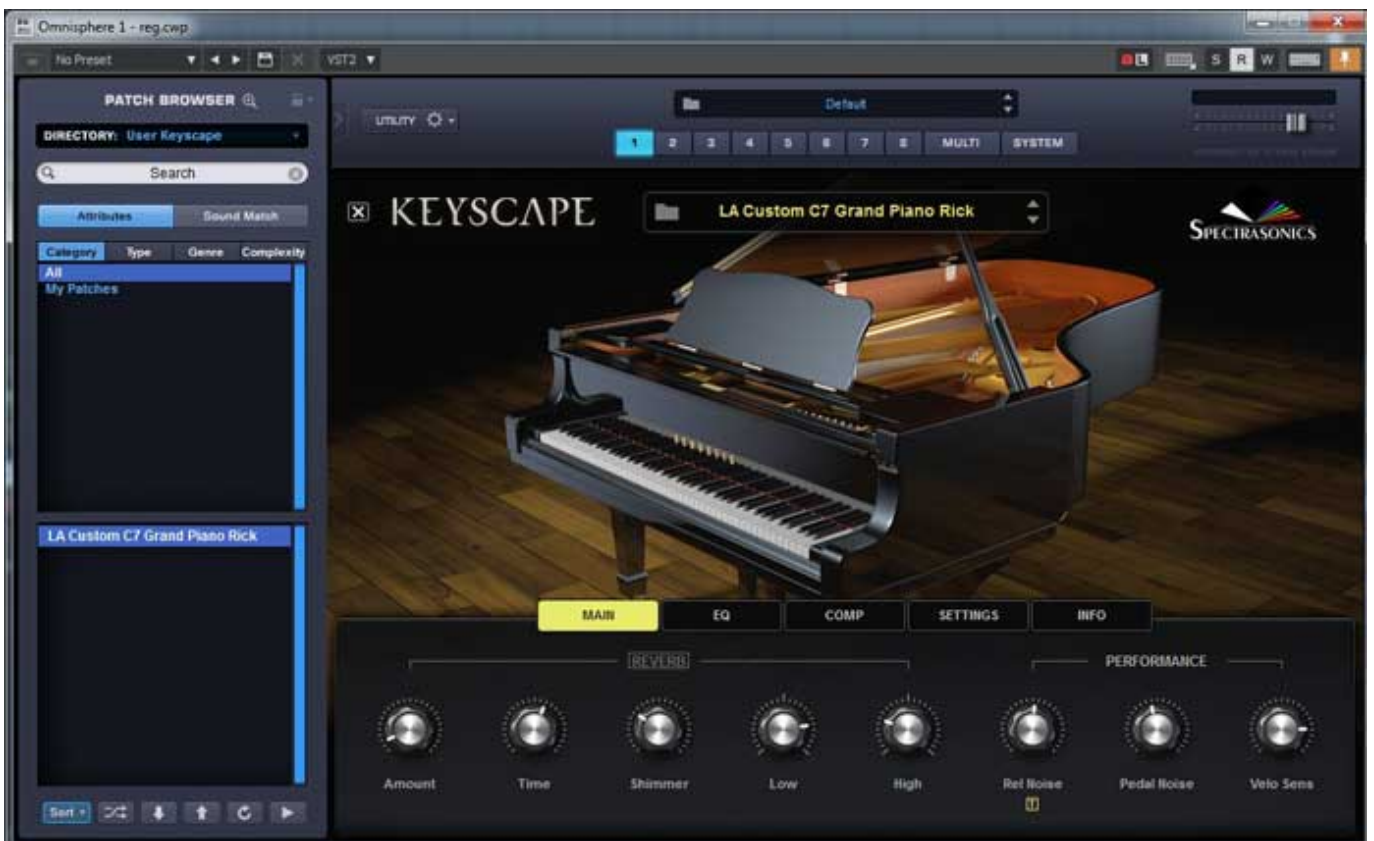 Omnisphere 1 - reg.cwp
No Preset VST2 L S R W
PATCH BROWSER
DIRECTORY: User Keyscape
Search
Attributes Sound Match
Category Type Genre Complexity
All
My Patches
LA Custom C7 Grand Piano Rick
Sort
UTILITY
Default
1 2 3 4 5 6 7 8 MULTI SYSTEM
KEYSCAPE
LA Custom C7 Grand Piano Rick
SPECTRASONICS
MAIN EQ COMP SETTINGS INFO
REVERB PERFORMANCE
Amount Time Shimmer Low High Rel Noise Pedal Noise Velo Sens
T